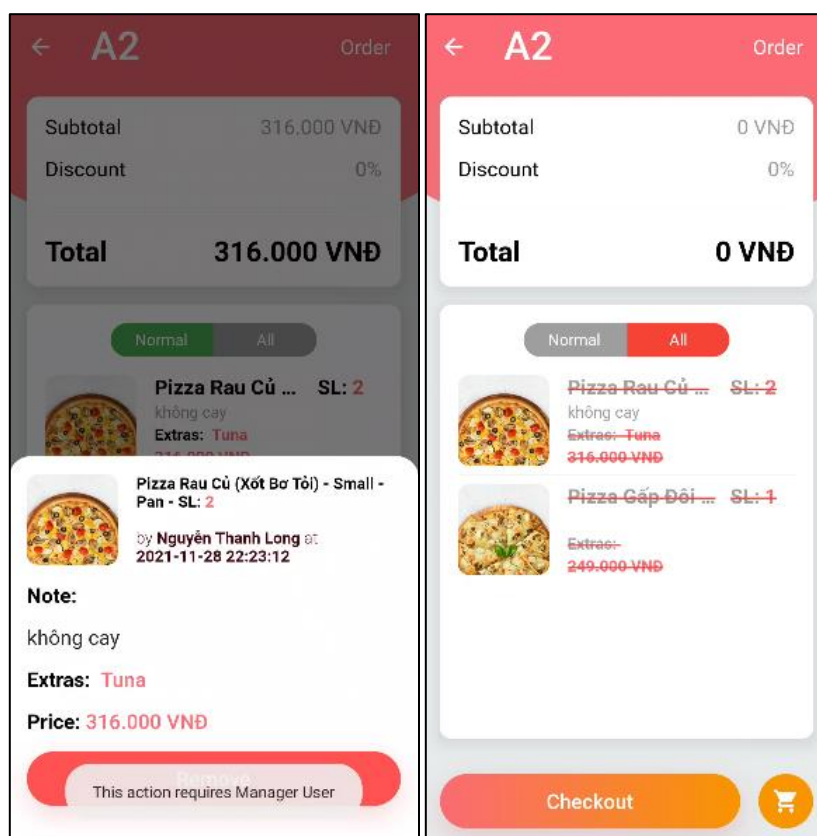 A2 Order
Subtotal 316.000 VNĐ
Discount 0%
Total 316.000 VNĐ
Normal All
Pizza Rau Củ ... SL: 2
không cay
Extras: Tuna
316.000 VNĐ
Pizza Rau Củ (Xốt Bơ Tỏi) - Small -
Pan - SL: 2
by Nguyễn Thanh Long at
2021-11-28 22:23:12
Note:
không cay
Extras: Tuna
Price: 316.000 VNĐ
Remove
This action requires Manager User
A2 Order
Subtotal 0 VNĐ
Discount 0%
Total 0 VNĐ
Normal All
Pizza Rau Củ ... SL: 2
không cay
Extras: Tuna
316.000 VNĐ
Pizza Gấp Đôi ... SL: 1
Extras:
249.000 VNĐ
Checkout